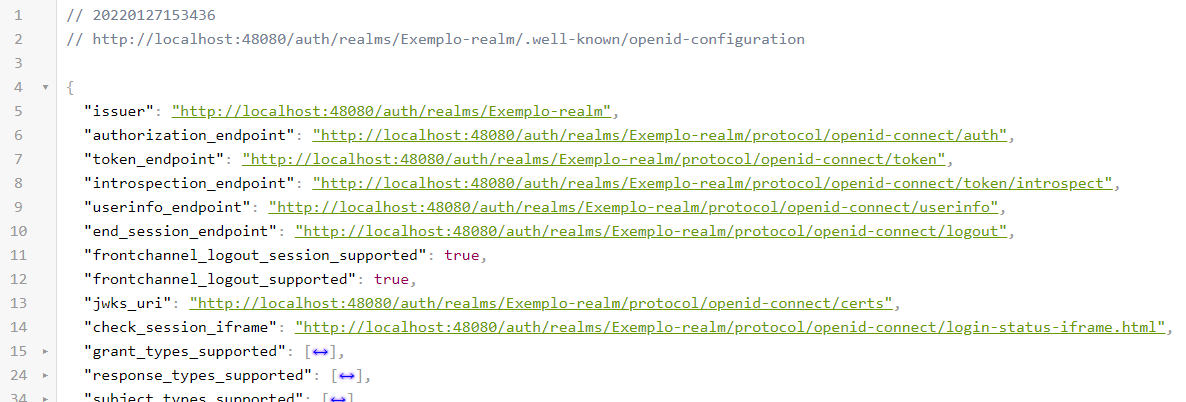 1 // 20220127153436
2 // http://localhost:48080/auth/realms/Exemplo-realm/.well-known/openid-configuration
3
4 {
5 "issuer": "http://localhost:48080/auth/realms/Exemplo-realm",
6 "authorization_endpoint": "http://localhost:48080/auth/realms/Exemplo-realm/protocol/openid-connect/auth",
7 "token_endpoint": "http://localhost:48080/auth/realms/Exemplo-realm/protocol/openid-connect/token",
8 "introspection_endpoint": "http://localhost:48080/auth/realms/Exemplo-realm/protocol/openid-connect/token/introspect",
9 "userinfo_endpoint": "http://localhost:48080/auth/realms/Exemplo-realm/protocol/openid-connect/userinfo",
10 "end_session_endpoint": "http://localhost:48080/auth/realms/Exemplo-realm/protocol/openid-connect/logout",
11 "frontchannel_logout_session_supported": true,
12 "frontchannel_logout_supported": true,
13 "jwks_uri": "http://localhost:48080/auth/realms/Exemplo-realm/protocol/openid-connect/certs",
14 "check_session_iframe": "http://localhost:48080/auth/realms/Exemplo-realm/protocol/openid-connect/login-status-iframe.html",
15 "grant_types_supported": [↔],
24 "response_types_supported": [↔],
34 "subject_types_supported": [↔]